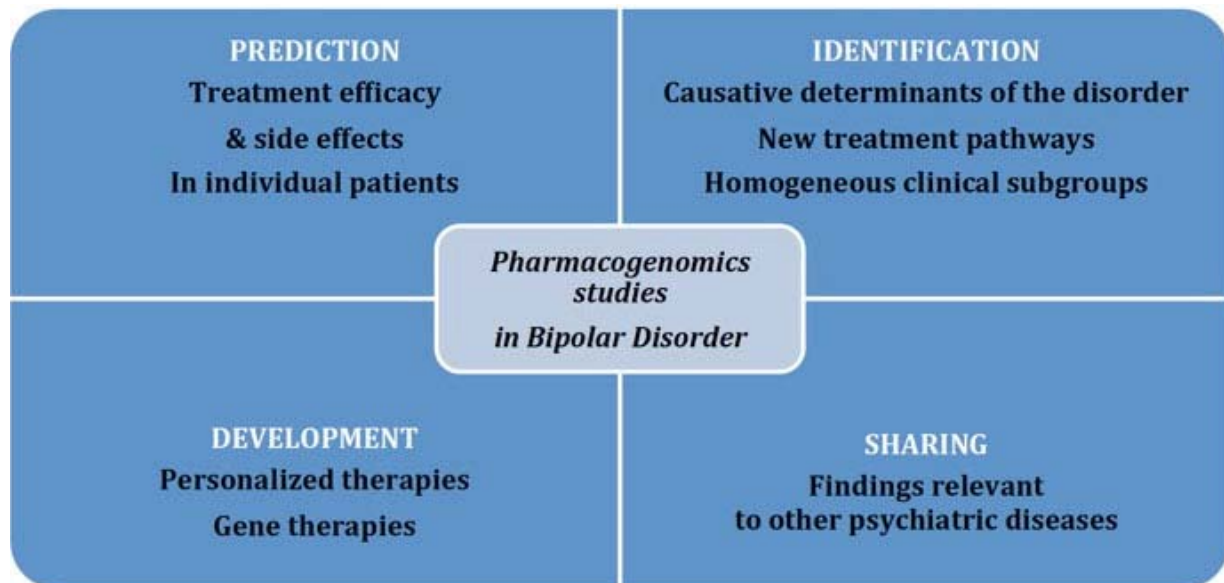 PREDICTION
Treatment efficacy
& side effects
In individual patients
IDENTIFICATION
Causative determinants of the disorder
New treatment pathways
Homogeneous clinical subgroups
Pharmacogenomics
studies
in Bipolar Disorder
DEVELOPMENT
Personalized therapies
Gene therapies
SHARING
Findings relevant
to other psychiatric diseases